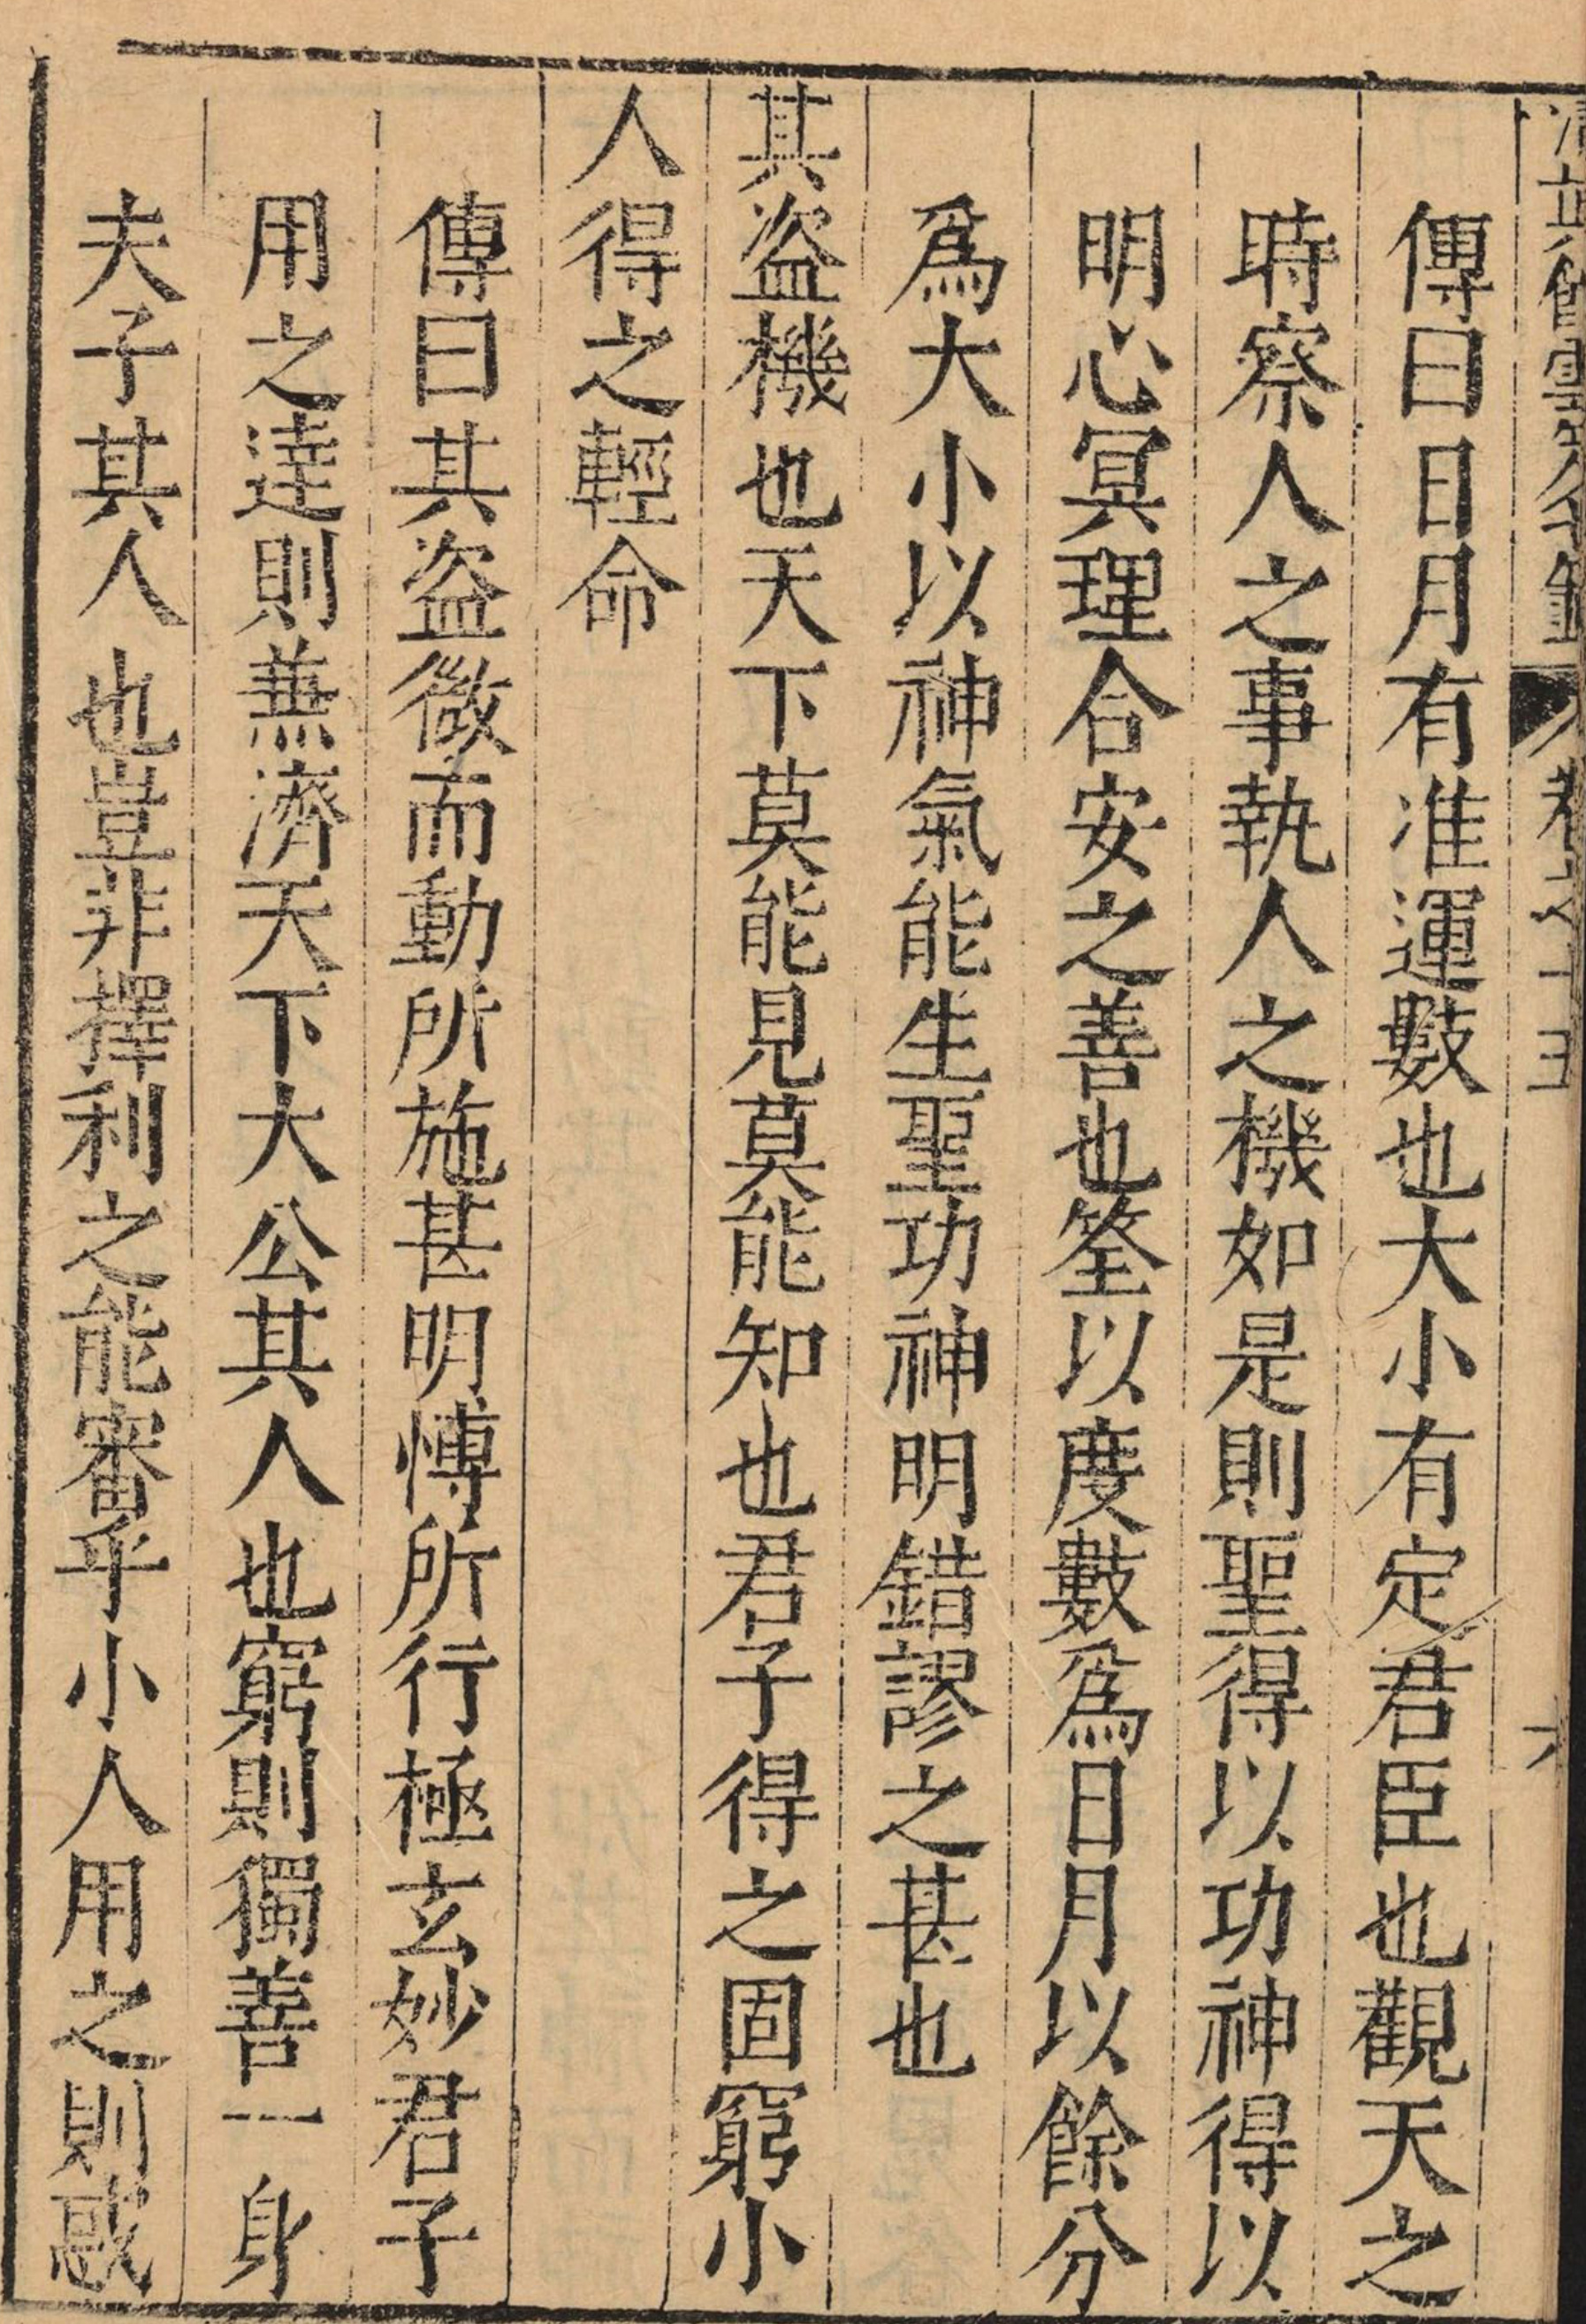 傳曰日月有准運數也大小有定君臣也觀天之
時察人之事執人之機如是則聖得以功神得以
明心冥理合安之善也筌以度數爲日月以餘分
爲大小以神氣能生聖功神明錯謬之甚也
其盗機也天下莫能見莫能知也君子得之固窮小
人得之輕命
傳曰其盗微而動所施甚明慱所行極玄妙君子
用之達則兼濟天下大公其人也窮則獨善一身
夫子其人也豈非擇利之能審乎小人用之則惑